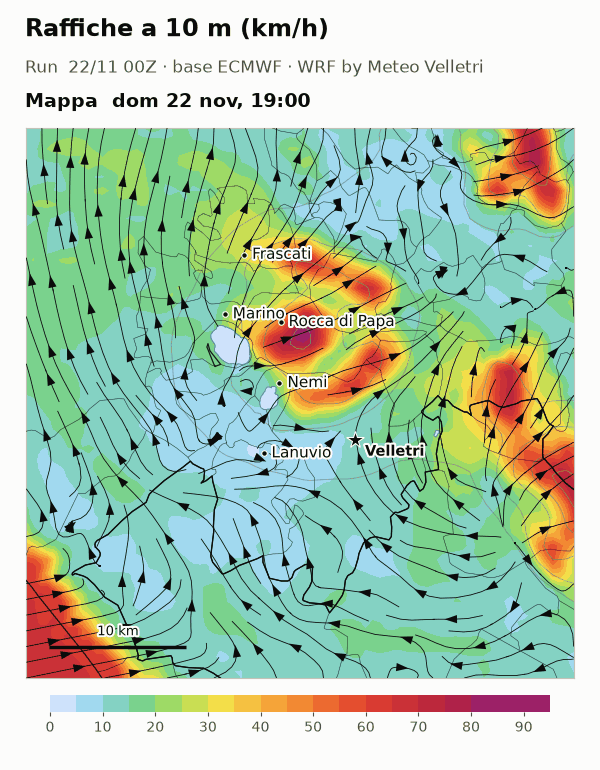 Raffiche a 10 m (km/h)
Run  22/11 00Z · base ECMWF · WRF by Meteo Velletri
Mappa  dom 22 nov, 19:00
Frascati
Marino
Rocca di Papa
Nemi
Velletri
Lanuvio
10 km
0 10 20 30 40 50 60 70 80 90